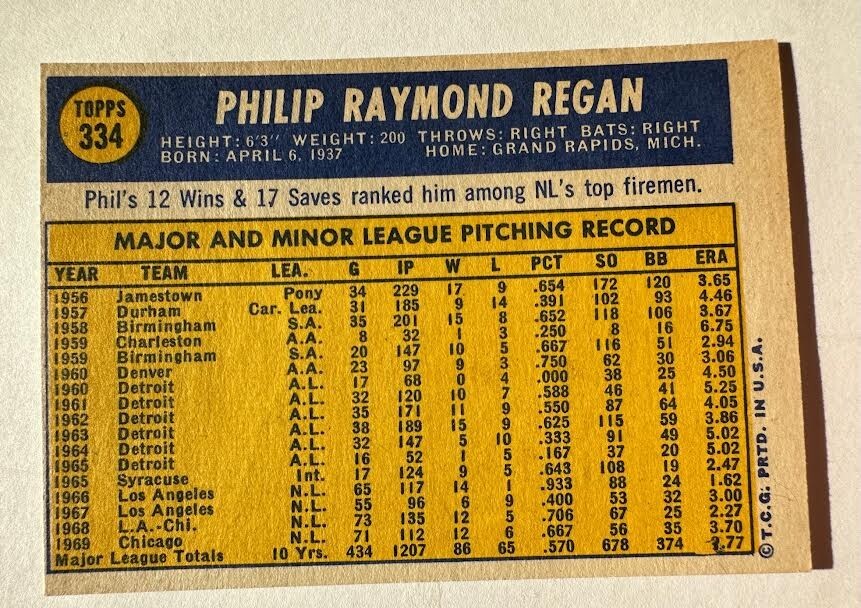 TOPPS
334
PHILIP RAYMOND REGAN
HEIGHT: 6'3" WEIGHT: 200 THROWS: RIGHT BATS: RIGHT
BORN: APRIL 6, 1937 HOME: GRAND RAPIDS, MICH.
Phil's 12 Wins & 17 Saves ranked him among NL's top firemen.
MAJOR AND MINOR LEAGUE PITCHING RECORD
YEAR TEAM LEA. G IP W L PCT SO BB ERA
1956 Jamestown Pony 34 229 17 9 .654 172 120 3.65
1957 Durham Car. Lea. 31 185 9 14 .391 102 93 4.46
1958 Birmingham S.A. 35 201 15 8 .652 118 106 3.67
1959 Charleston A.A. 8 32 1 3 .250 8 16 6.75
1959 Birmingham S.A. 20 147 10 5 .667 116 51 2.94
1960 Denver A.A. 23 97 9 3 .750 62 30 3.06
1960 Detroit A.L. 17 68 0 4 .000 38 25 4.50
1961 Detroit A.L. 32 120 10 7 .588 46 41 5.25
1962 Detroit A.L. 35 171 11 9 .550 87 64 4.05
1963 Detroit A.L. 38 189 15 9 .625 115 59 3.86
1964 Detroit A.L. 32 147 5 10 .333 91 49 5.02
1965 Detroit A.L. 16 52 1 5 .167 37 20 5.02
1965 Syracuse Int. 17 124 9 5 .643 108 19 2.47
1966 Los Angeles N.L. 65 117 14 1 .933 88 24 1.62
1967 Los Angeles N.L. 55 96 6 9 .400 53 32 3.00
1968 L.A.-Chi. N.L. 73 135 12 5 .706 67 25 2.27
1969 Chicago N.L. 71 112 12 6 .667 56 35 3.70
Major League Totals 10 Yrs. 434 1207 86 65 .570 678 374
© T.C.G. PRTD. IN U.S.A.